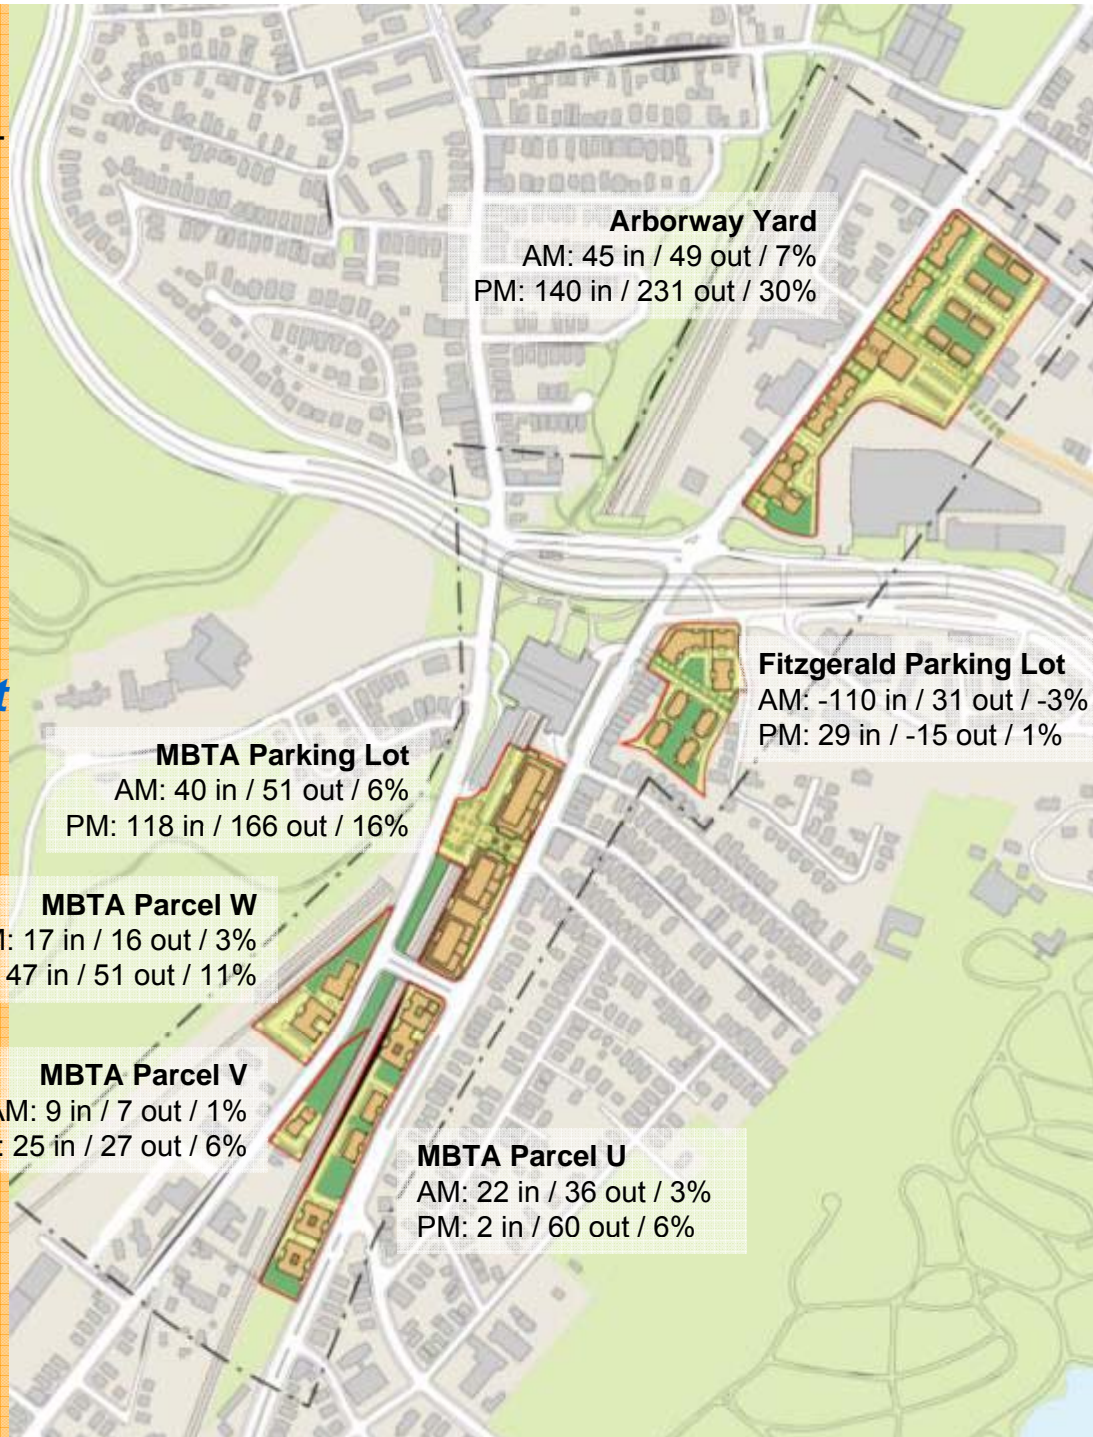 Arborway Yard
AM: 45 in / 49 out / 7%
PM: 140 in / 231 out / 30%
Fitzgerald Parking Lot
AM: -110 in / 31 out / -3%
PM: 29 in / -15 out / 1%
t
MBTA Parking Lot
AM: 40 in / 51 out / 6%
PM: 118 in / 166 out / 16%
MBTA Parcel W
: 17 in / 16 out / 3%
47 in / 51 out / 11%
MBTA Parcel V
AM: 9 in / 7 out / 1%
: 25 in / 27 out / 6%
MBTA Parcel U
AM: 22 in / 36 out / 3%
PM: 2 in / 60 out / 6%